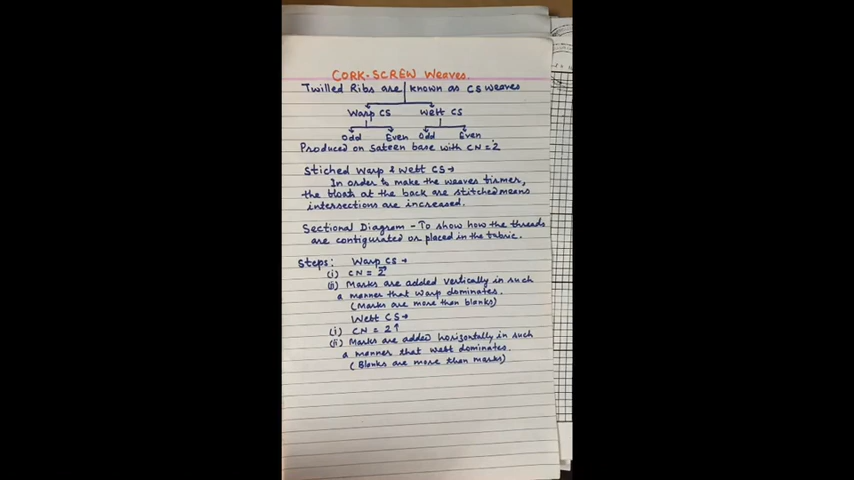 CORK-SCREW Weaves.
Twilled Ribs are known as CS weaves
Warp CS Weft CS
Odd Even Odd Even
Produced on Sateen base with CN = 2
Stiched Warp & Weft CS →
In order to make the weaves firmer,
the floats at the back are stitched means
intersections are increased.
Sectional Diagram - To show how the threads
are configurated or placed in the fabric.
Steps: Warp CS →
(i) CN = 2
(ii) Marks are added vertically in such
a manner that warp dominates.
(Marks are more than blanks)
Weft CS →
(i) CN = 2↑
(ii) Marks are added horizontally in such
a manner that weft dominates.
(Blanks are more than marks)